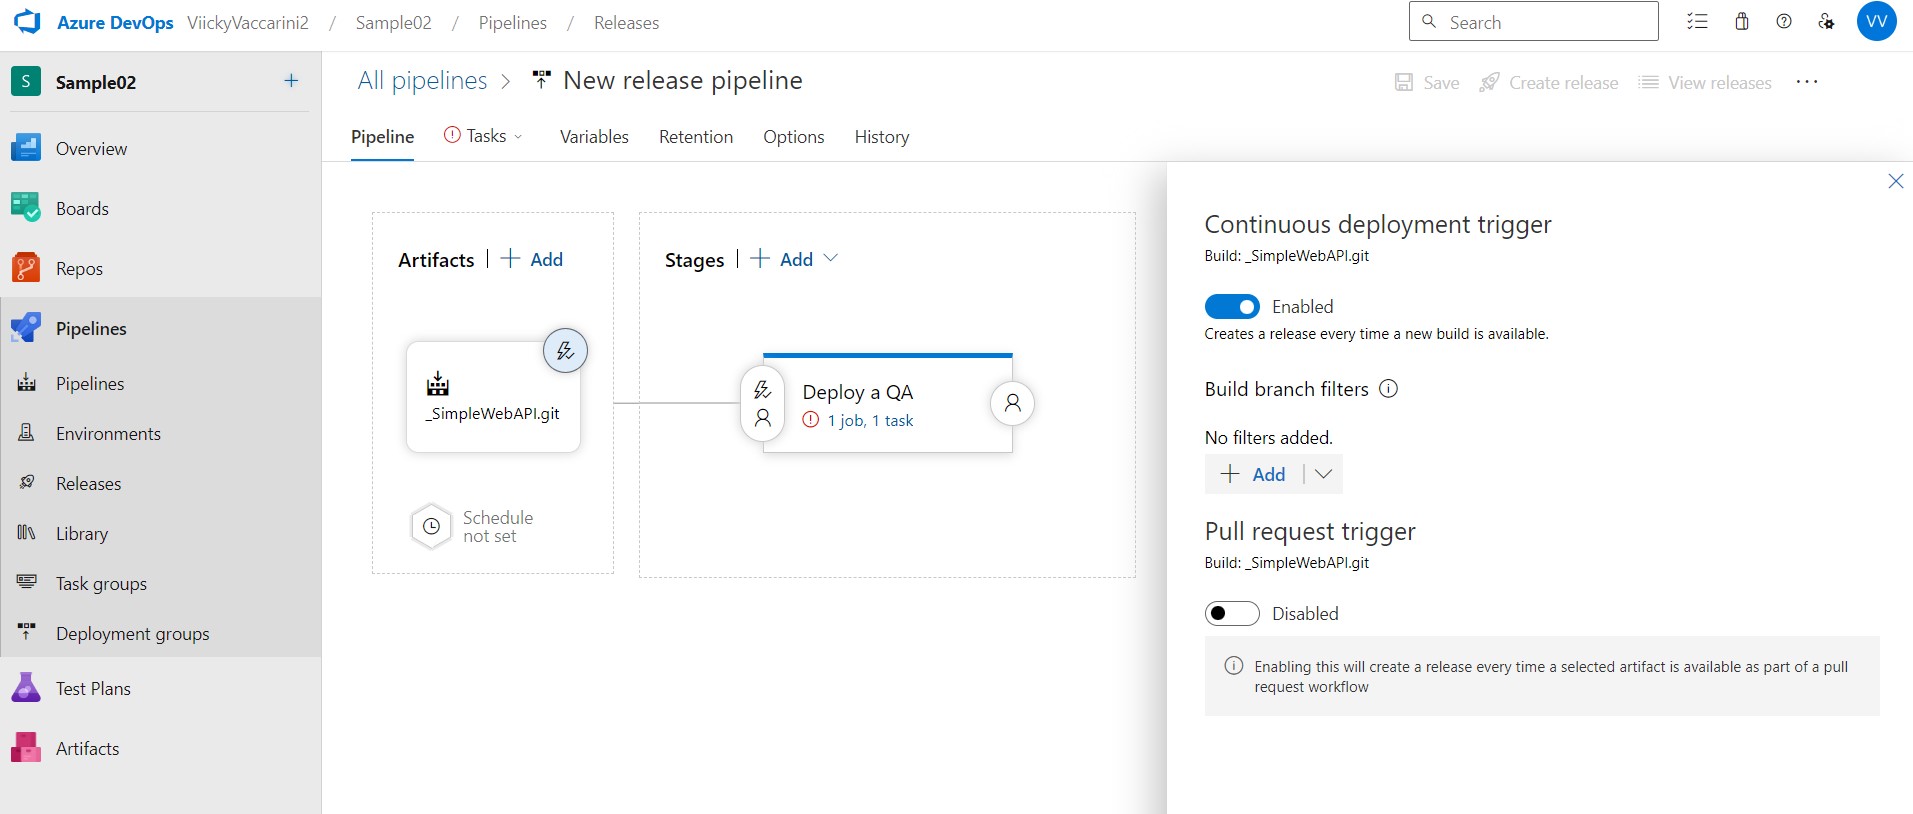 Azure DevOps ViickyVaccarini2 / Sample02 / Pipelines / Releases
Search
VV
S Sample02
Overview
Boards
Repos
Pipelines
Pipelines
Environments
Releases
Library
Task groups
Deployment groups
Test Plans
Artifacts
All pipelines > New release pipeline
Save Create release View releases ...
Pipeline Tasks Variables Retention Options History
Artifacts | + Add
_SimpleWebAPI.git
Schedule
not set
Stages | + Add
Deploy a QA
1 job, 1 task
Continuous deployment trigger
Build: _SimpleWebAPI.git
Enabled
Creates a release every time a new build is available.
Build branch filters
No filters added.
+ Add
Pull request trigger
Build: _SimpleWebAPI.git
Disabled
Enabling this will create a release every time a selected artifact is available as part of a pull
request workflow